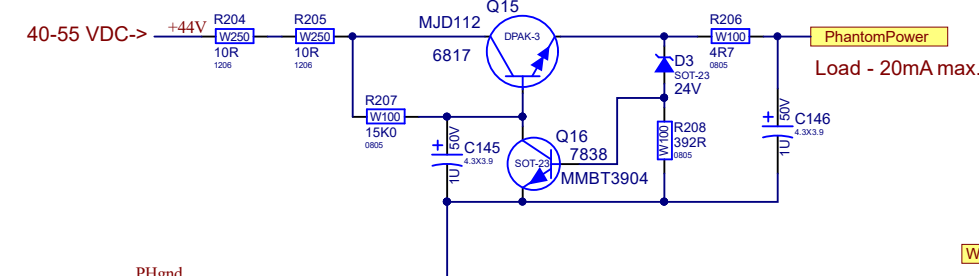 Q15
40-55 VDC-> +44V
R204
W250
10R
1206
R205
W250
10R
1206
MJD112
6817
DPAK-3
R206
W100
4R7
0805
PhantomPower
Load - 20mA max.
D3
SOT-23
24V
R207
W100
15K0
0805
+
50V
C145
4.3X3.9
1U
Q16
7838
SOT-23
MMBT3904
W100
R208
392R
0805
+
50V
C146
4.3X3.9
1U
W
PHgnd